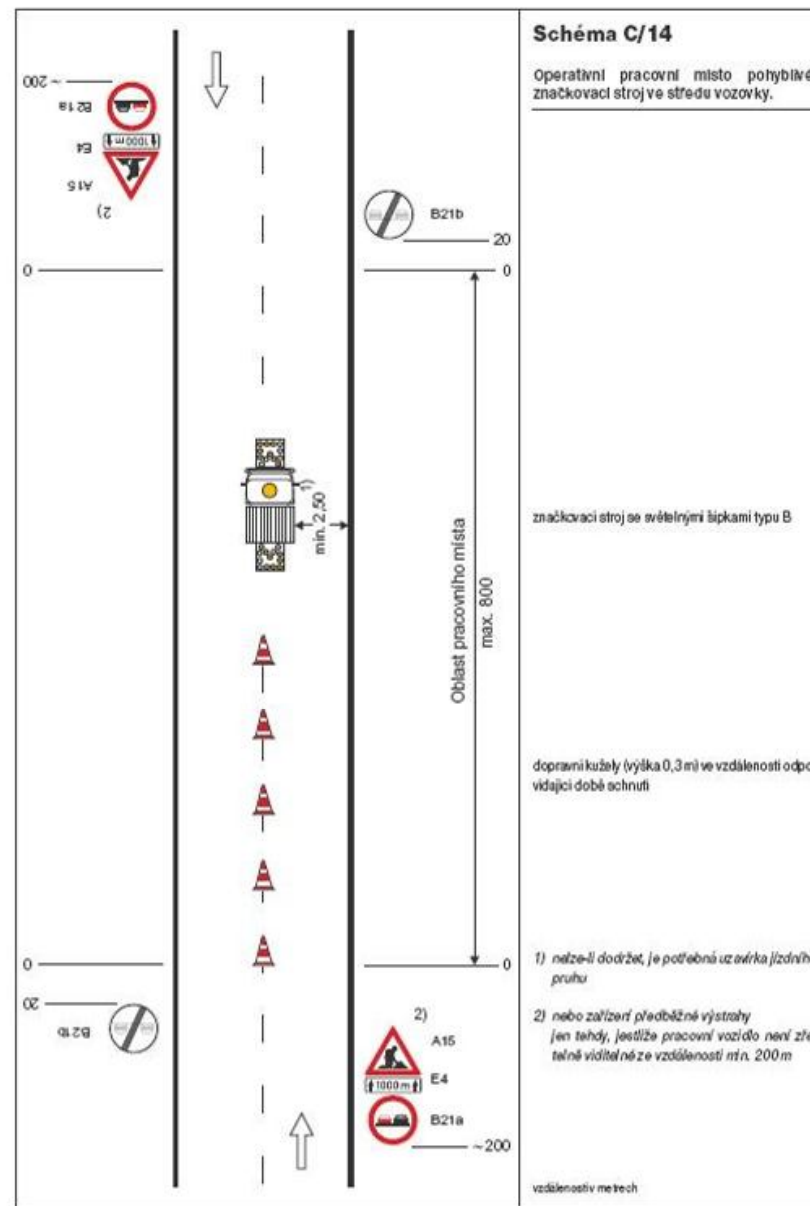 Schéma C/14
Operativní pracovní místo pohyblivé
značkovací stroj ve středu vozovky.
200 ~
B21a
1000 m
E4
A15
2)
B21b
20
0
0
1)
min. 2,50
Oblast pracovního místa
max. 800
značkovací stroj se světelnými šipkami typu B
dopravní kužely (výška 0,3 m) ve vzdálenosti odpo
vídající době schnutí
0
0
20
B21b
2)
A15
1000 m
E4
B21a
~200
1) nelze-li dodržet, je potřebná uzavírka jízdního
pruhu
2) nebo zařízení předběžné výstrahy
jen tehdy, jestliže pracovní vozidlo není zře
telně viditelné ze vzdálenosti min. 200 m
vzdálenosti v metrech